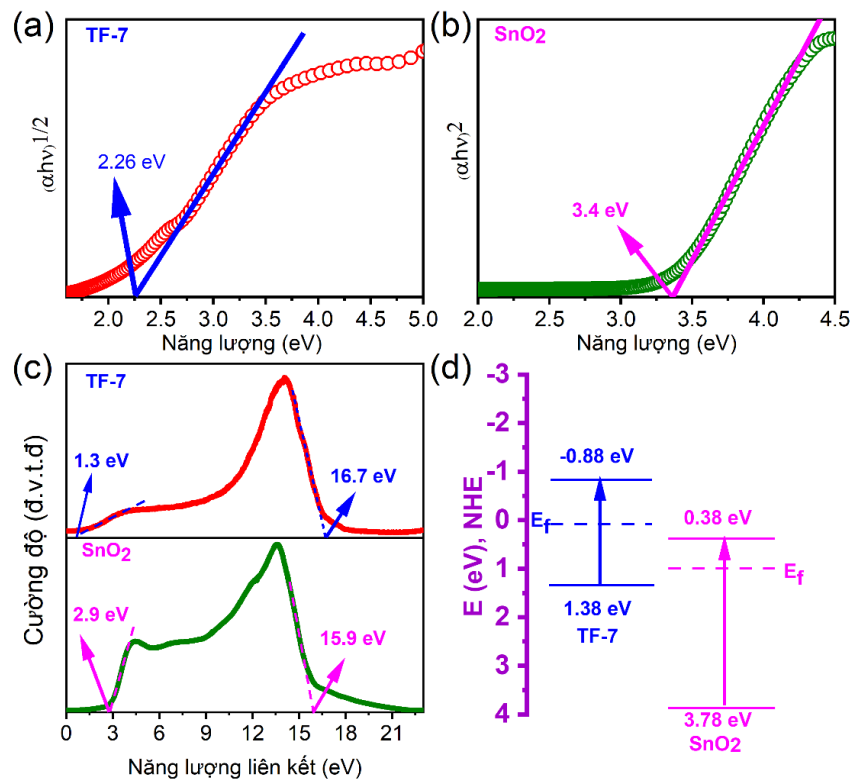 (a)
TF-7
(αhν)1/2
2.26 eV
2.0 2.5 3.0 3.5 4.0 4.5 5.0
Năng lượng (eV)
(b)
SnO2
(αhν)2
3.4 eV
2.0 2.5 3.0 3.5 4.0 4.5
Năng lượng (eV)
(c)
TF-7
1.3 eV
16.7 eV
SnO2
2.9 eV
15.9 eV
Cường độ (đ.v.t.đ)
0 3 6 9 12 15 18 21
Năng lượng liên kết (eV)
(d)
E (eV), NHE
-3
-2
-1
0
1
2
3
4
-0.88 eV
Ef
1.38 eV
TF-7
0.38 eV
Ef
3.78 eV
SnO2